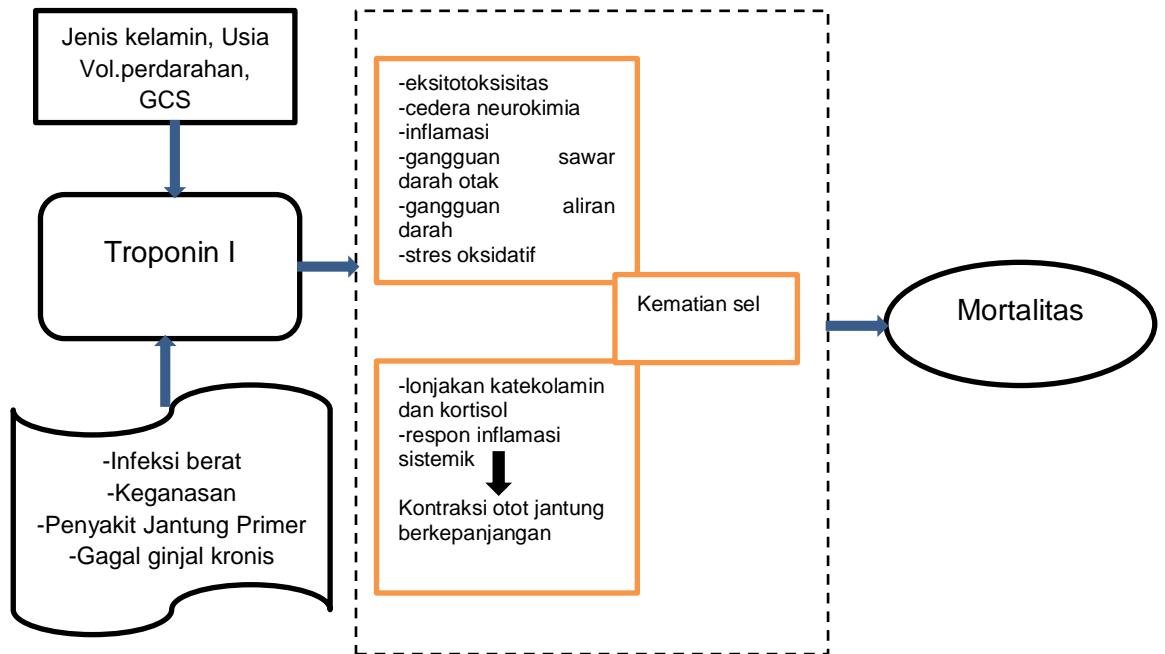 Jenis kelamin, Usia
Vol.perdarahan,
GCS
Troponin I
-Infeksi berat
-Keganasan
-Penyakit Jantung Primer
-Gagal ginjal kronis
-eksitotoksisitas
-cedera neurokimia
-inflamasi
-gangguan sawar
darah otak
-gangguan aliran
darah
-stres oksidatif
Kematian sel
-lonjakan katekolamin
dan kortisol
-respon inflamasi
sistemik
Kontraksi otot jantung
berkepanjangan
Mortalitas